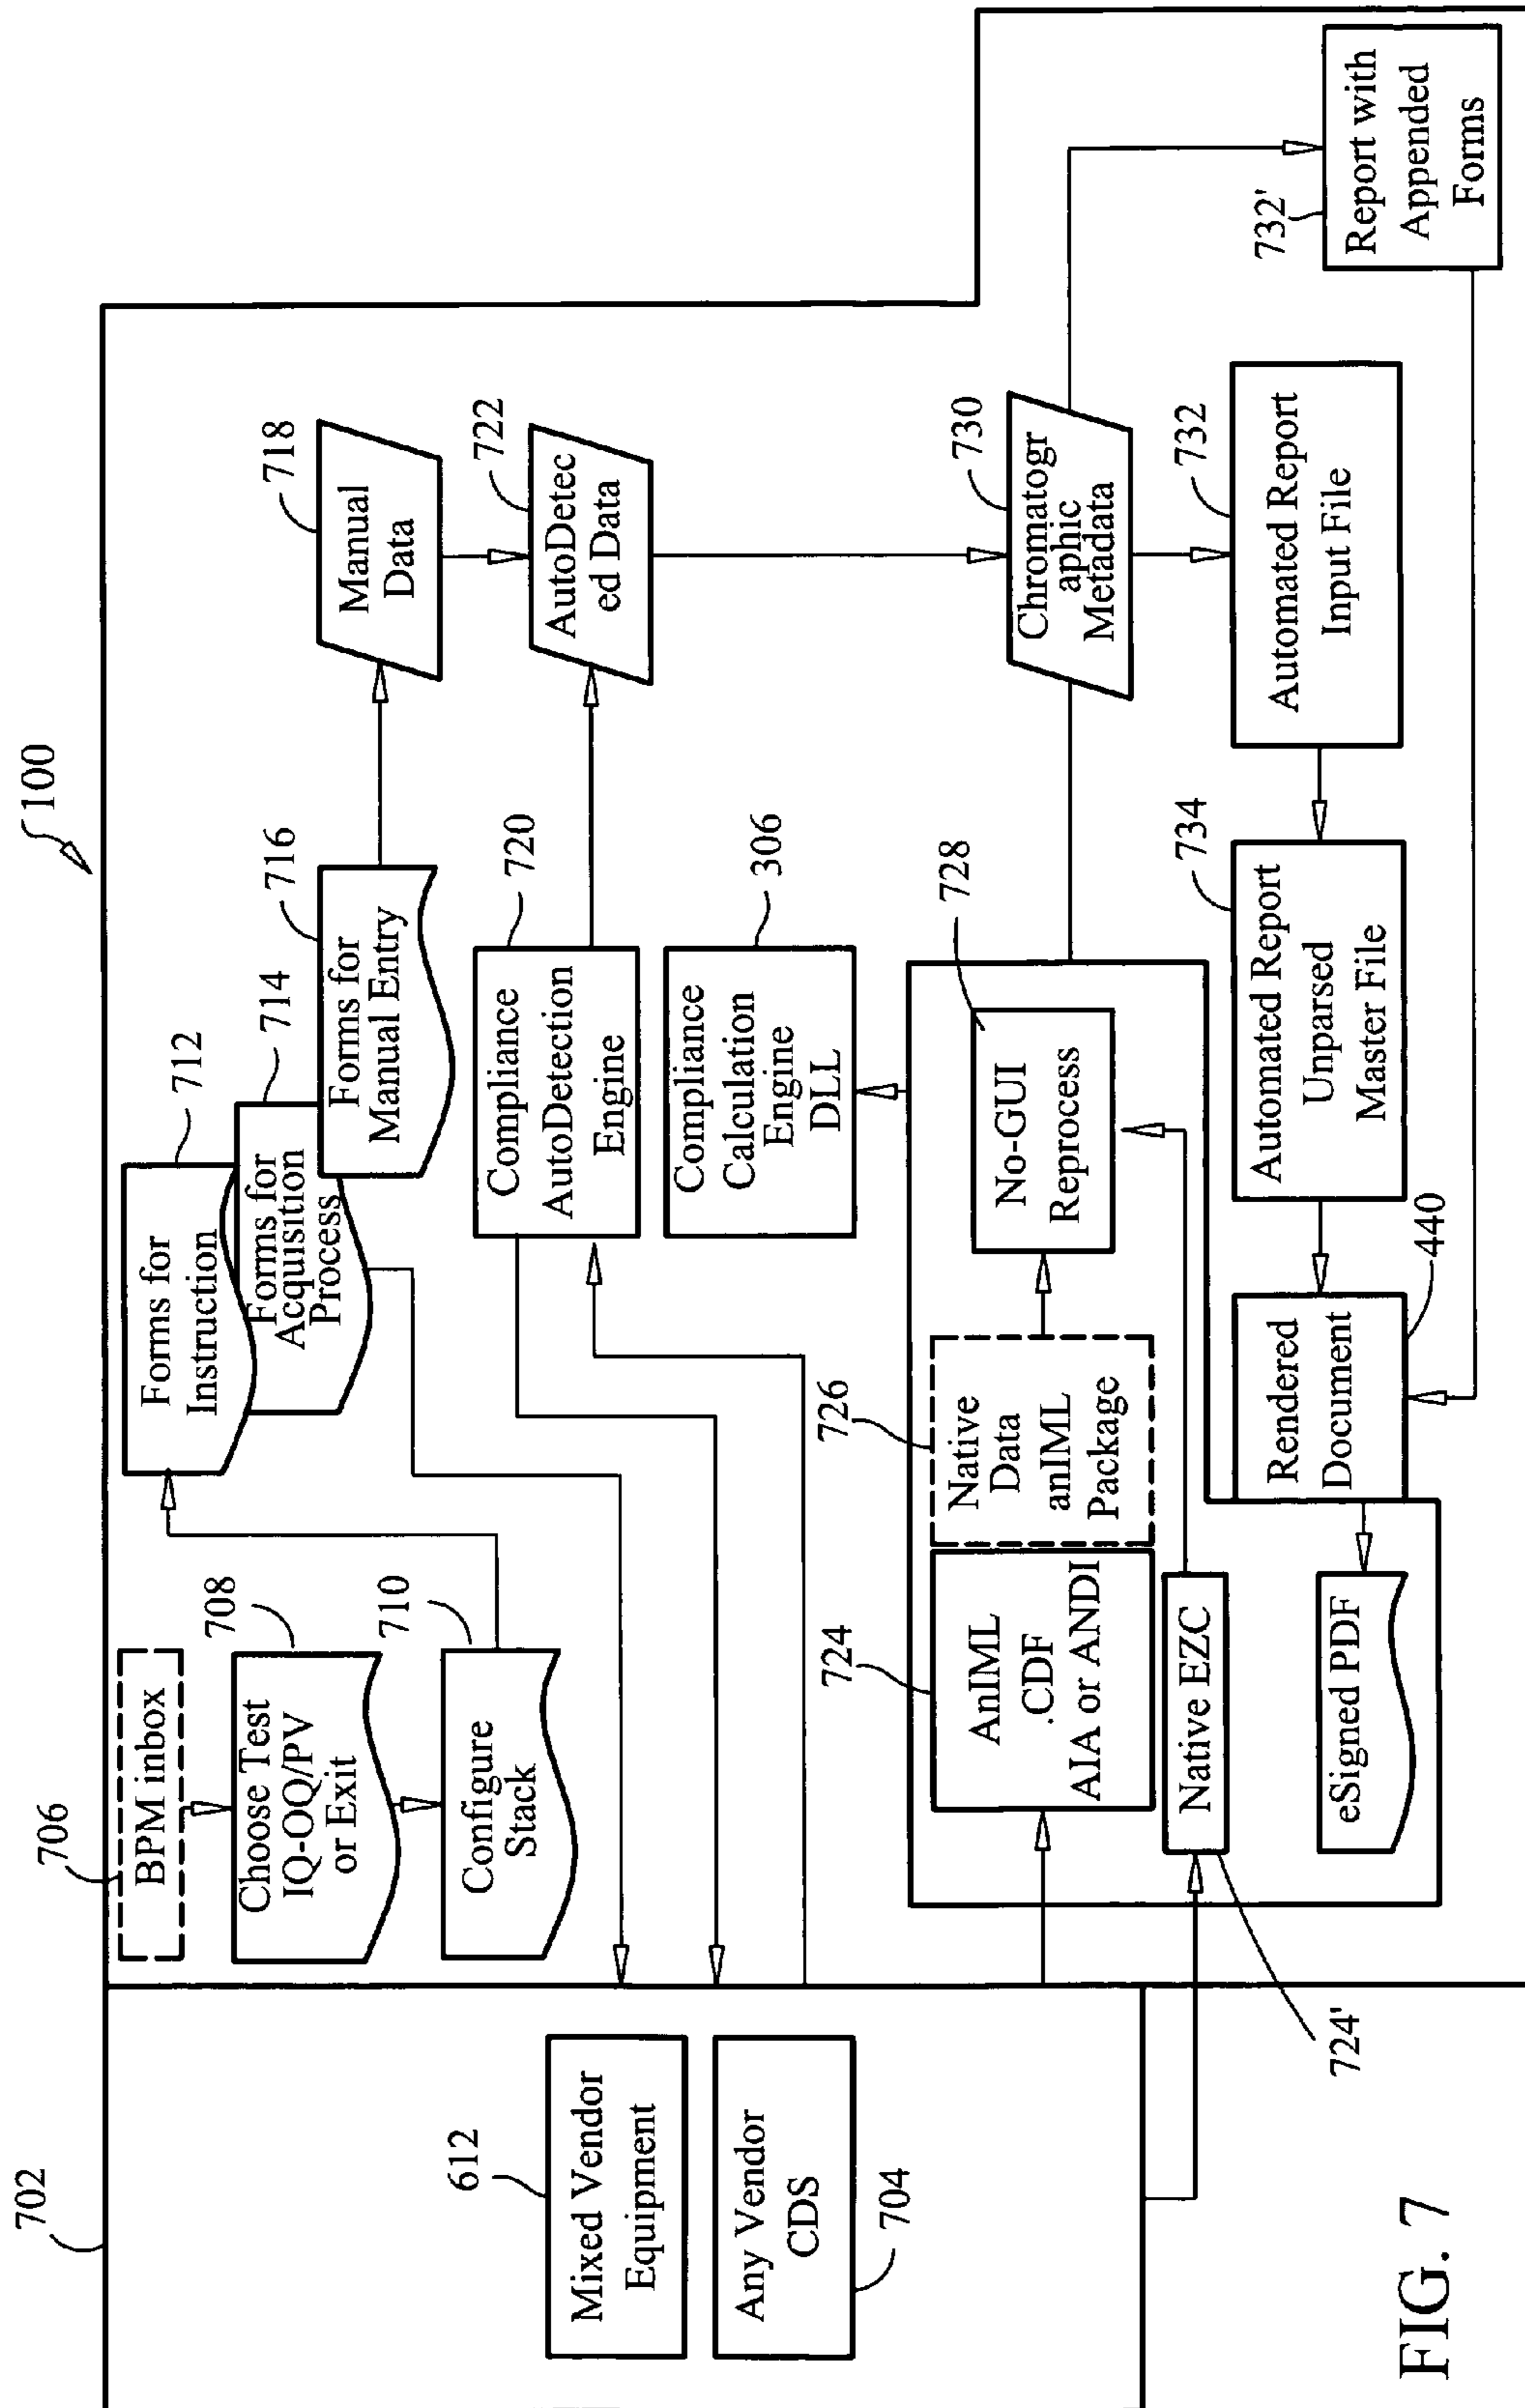 100
702
706
BPM inbox
708
Choose Test
IQ-OQ/PV
or Exit
710
Configure
Stack
712
Forms for
Instruction
714
Forms for
Acquisition
Process
716
Forms for
Manual Entry
718
Manual
Data
612
Mixed Vendor
Equipment
Any Vendor
CDS
704
720
Compliance
AutoDetection
Engine
722
AutoDetec
ed Data
306
Compliance
Calculation
Engine
DLL
724
AnIML
.CDF
AIA or ANDI
726
Native
Data
anIML
Package
728
No-GUI
Reprocess
Native EZC
724'
730
Chromatogr
aphic
Metadata
732
Automated Report
Input File
732'
Report with
Appended
Forms
734
Automated Report
Unparsed
Master File
Rendered
Document
440
eSigned PDF
FIG. 7